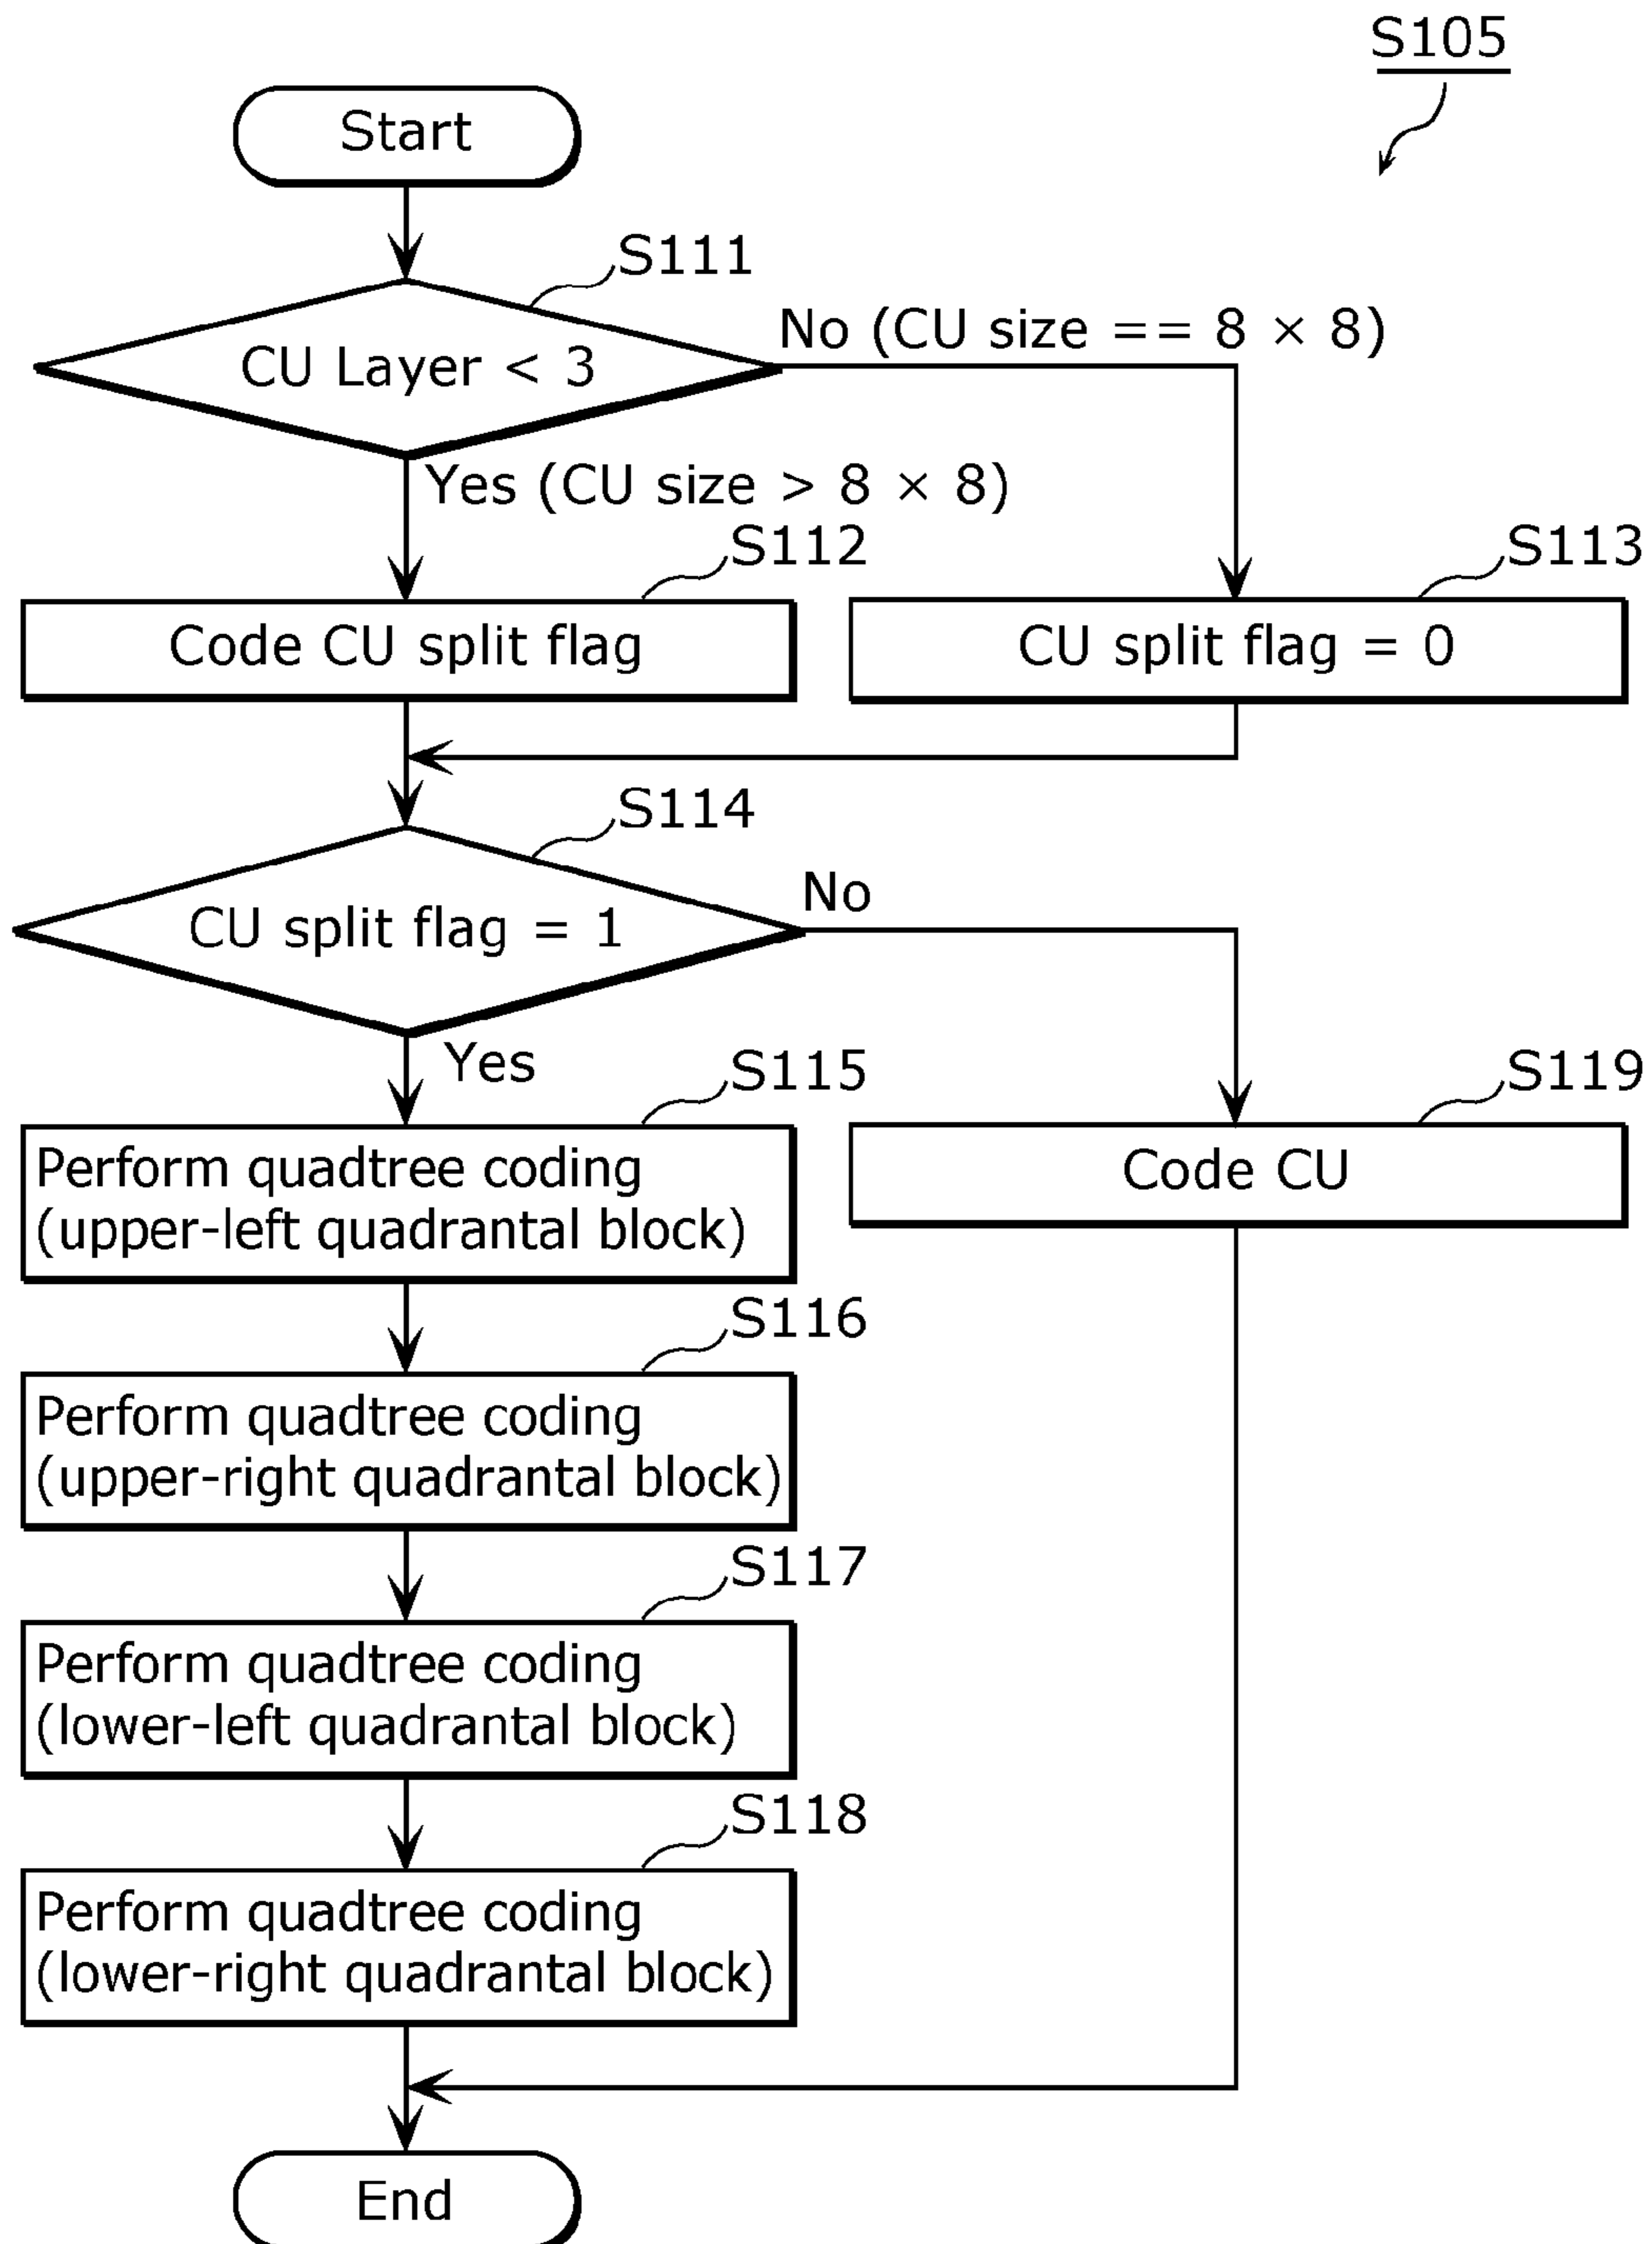 S105
Start
S111
CU Layer < 3
No (CU size == 8 × 8)
Yes (CU size > 8 × 8)
S112
Code CU split flag
S113
CU split flag = 0
S114
CU split flag = 1
No
Yes
S115
Perform quadtree coding
(upper-left quadrantal block)
S119
Code CU
S116
Perform quadtree coding
(upper-right quadrantal block)
S117
Perform quadtree coding
(lower-left quadrantal block)
S118
Perform quadtree coding
(lower-right quadrantal block)
End